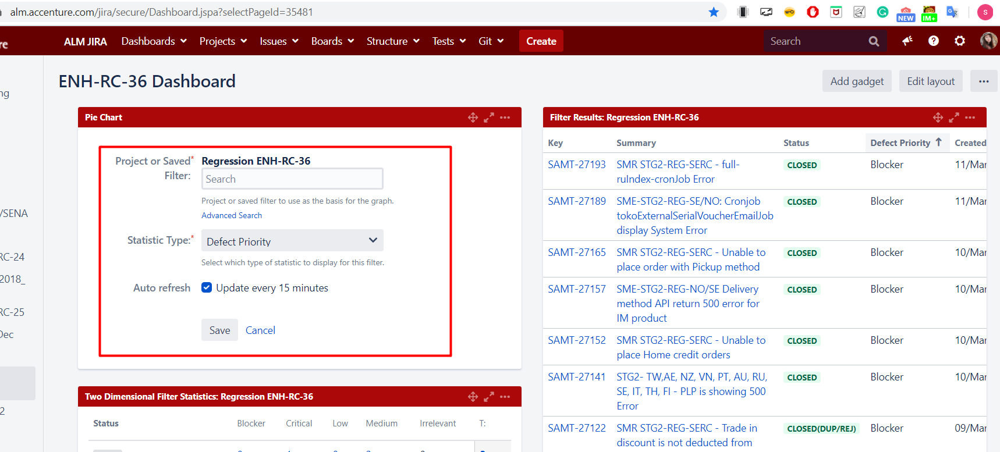 alm.accenture.com/jira/secure/Dashboard.jspa?selectPageId=35481
NEW
IM+
S
re
ALM JIRA Dashboards Projects Issues Boards Structure Tests Git Create Search
ENH-RC-36 Dashboard
Add gadget Edit layout ...
ng
/SENA
RC-24
2018_
RC-25
Dec
2
Pie Chart
Project or Saved* Regression ENH-RC-36
Filter: Search
Project or saved filter to use as the basis for the graph.
Advanced Search
Statistic Type:* Defect Priority
Select which type of statistic to display for this filter.
Auto refresh Update every 15 minutes
Save Cancel
Two Dimensional Filter Statistics: Regression ENH-RC-36
Status Blocker Critical Low Medium Irrelevant T:
Filter Results: Regression ENH-RC-36
Key Summary Status Defect Priority ↑ Created
SAMT-27193 SMR STG2-REG-SERC - full- CLOSED Blocker 11/Mar
ruIndex-cronJob Error
SAMT-27189 SME-STG2-REG-SE/NO: Cronjob CLOSED Blocker 11/Mar
tokoExternalSerialVoucherEmailJob
display System Error
SAMT-27165 SMR STG2-REG-SERC - Unable to CLOSED Blocker 10/Mar
place order with Pickup method
SAMT-27157 SME-STG2-REG-NO/SE Delivery CLOSED Blocker 10/Mar
method API return 500 error for
IM product
SAMT-27152 SMR STG2-REG-SERC - Unable to CLOSED Blocker 10/Mar
place Home credit orders
SAMT-27141 STG2- TW,AE, NZ, VN, PT, AU, RU, CLOSED Blocker 10/Mar
SE, IT, TH, FI - PLP is showing 500
Error
SAMT-27122 SMR STG2-REG-SERC - Trade in CLOSED(DUP/REJ) Blocker 09/Mar
discount is not deducted from